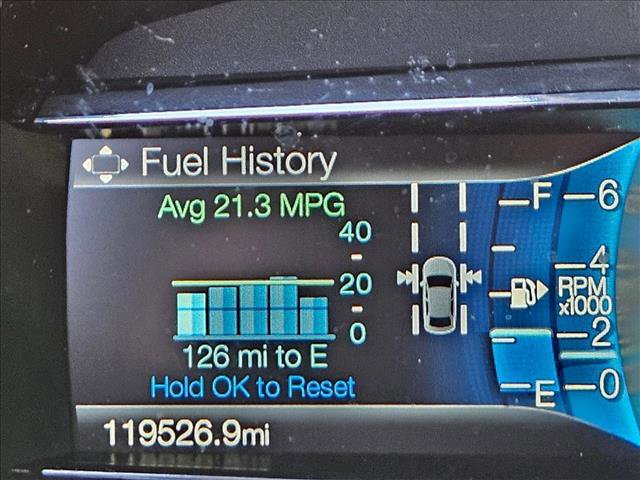 Fuel History
Avg 21.3 MPG
40
20
0
126 mi to E
Hold OK to Reset
119526.9mi
F
E
6
4
RPM
x1000
2
0